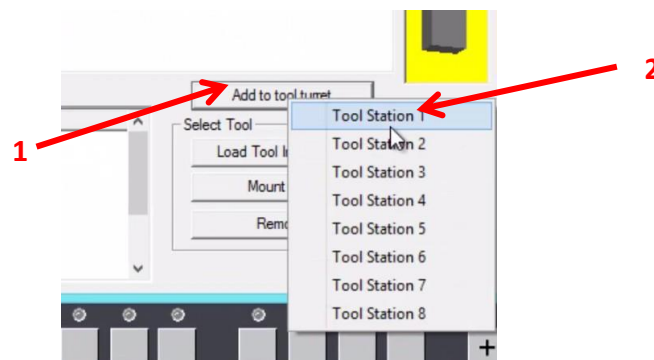 Add to tool turret
2
Tool Station 1
Select Tool
Tool Station 2
1
Load Tool
Tool Station 3
Mount
Tool Station 4
Tool Station 5
Tool Station 6
Tool Station 7
Tool Station 8
+